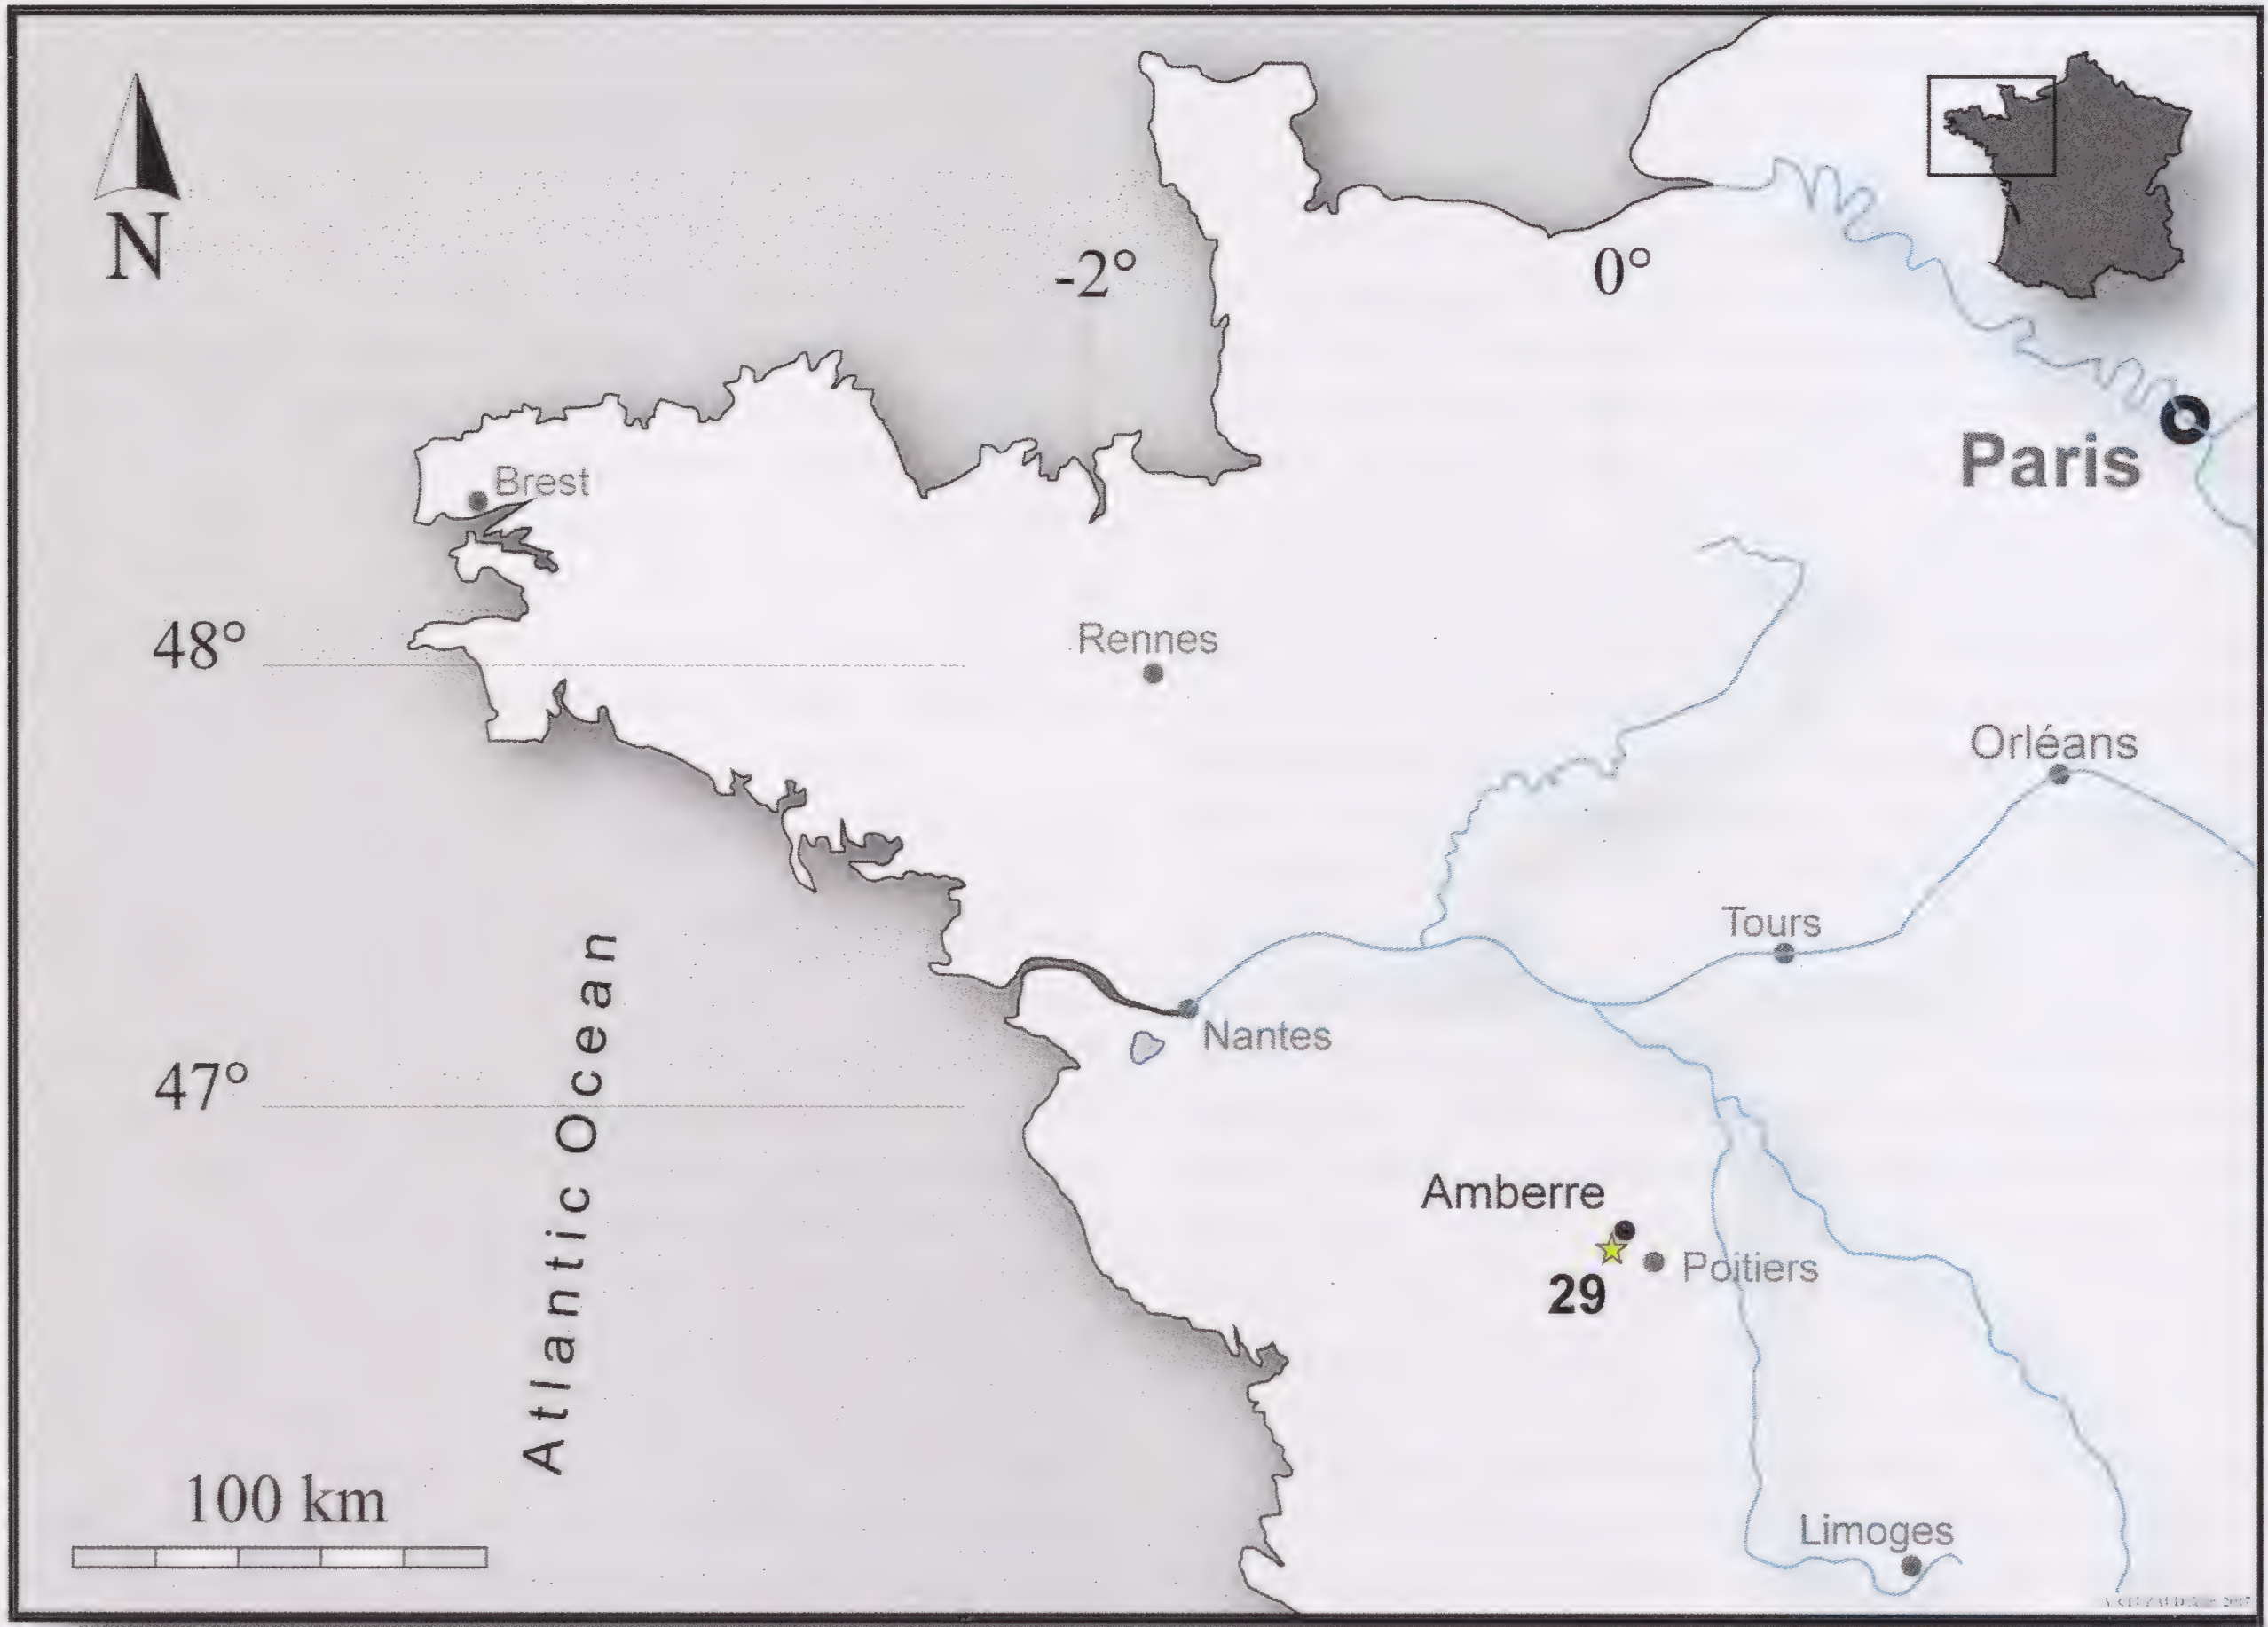 N
-2°
0°
Paris
Brest
48°
Rennes
Orléans
Tours
Nantes
47°
Atlantic Ocean
Amberre
Poitiers
29
100 km
Limoges